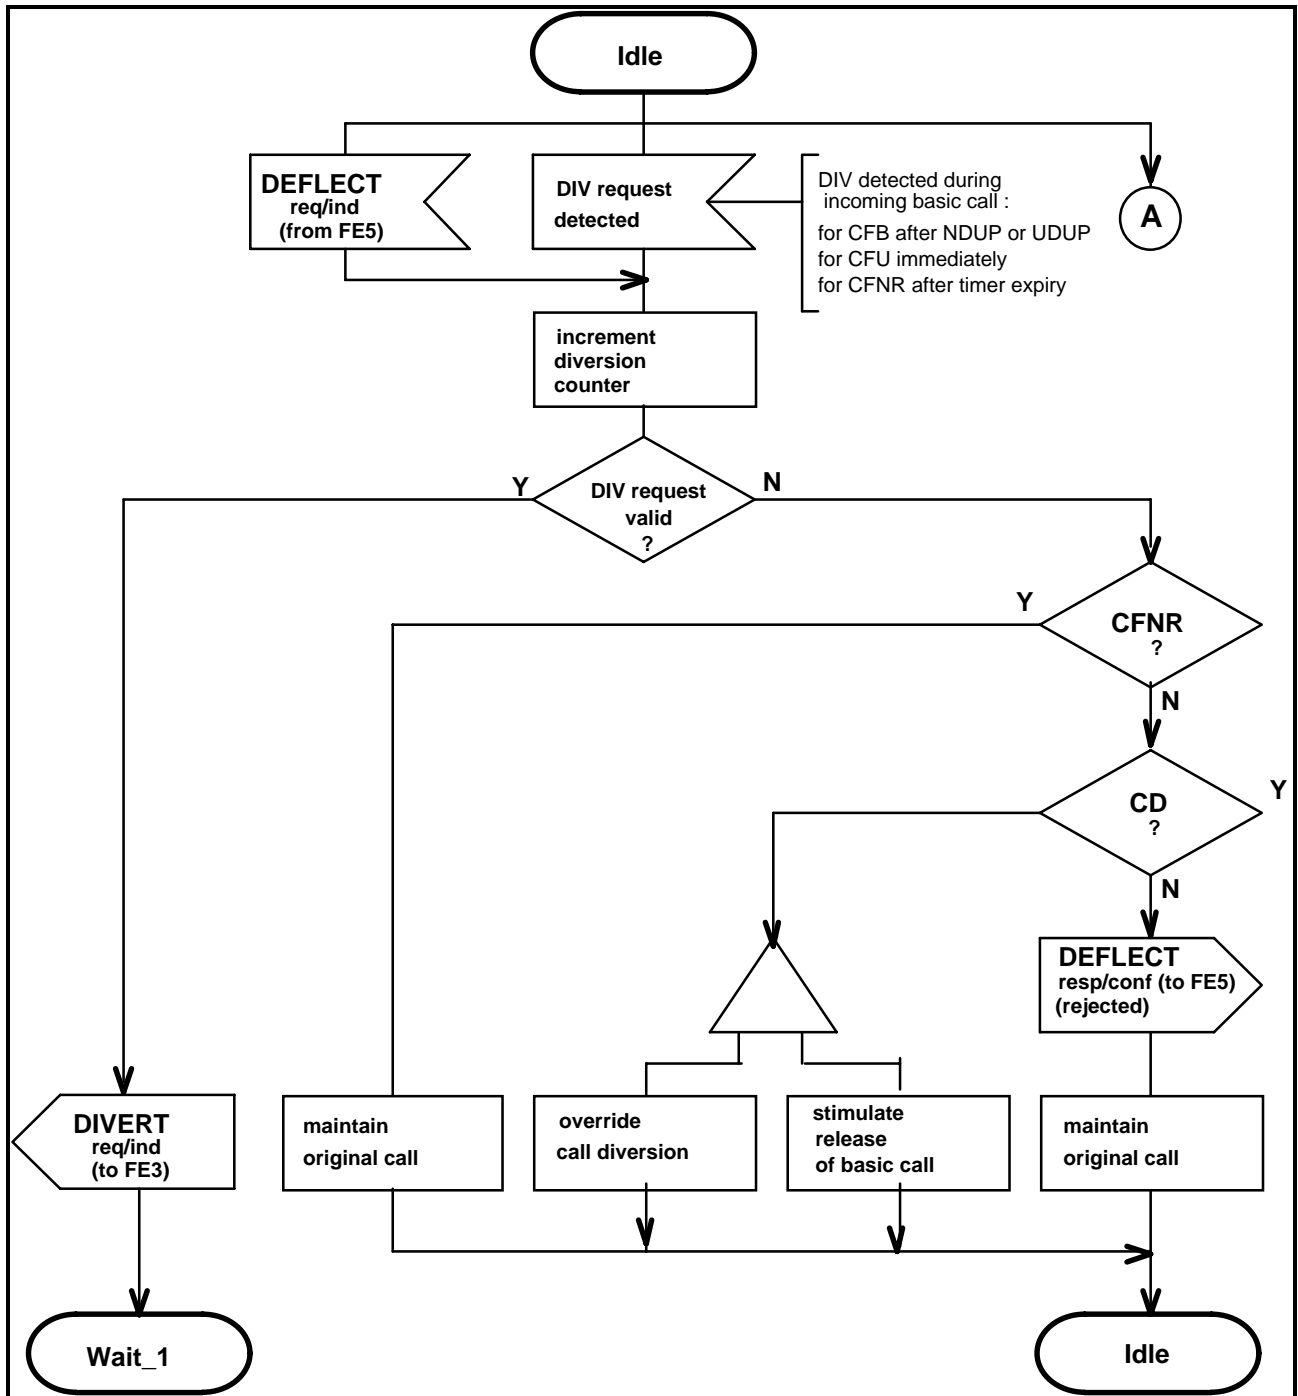 Idle
DEFLECT
req/ind
(from FE5)
DIV request
detected
DIV detected during
incoming basic call :
for CFB after NDUP or UDUP
for CFU immediately
for CFNR after timer expiry
A
increment
diversion
counter
Y
DIV request
valid
?
N
Y
CFNR
?
N
CD
?
Y
N
DEFLECT
resp/conf (to FE5)
(rejected)
DIVERT
req/ind
(to FE3)
maintain
original call
override
call diversion
stimulate
release
of basic call
maintain
original call
Wait_1
Idle